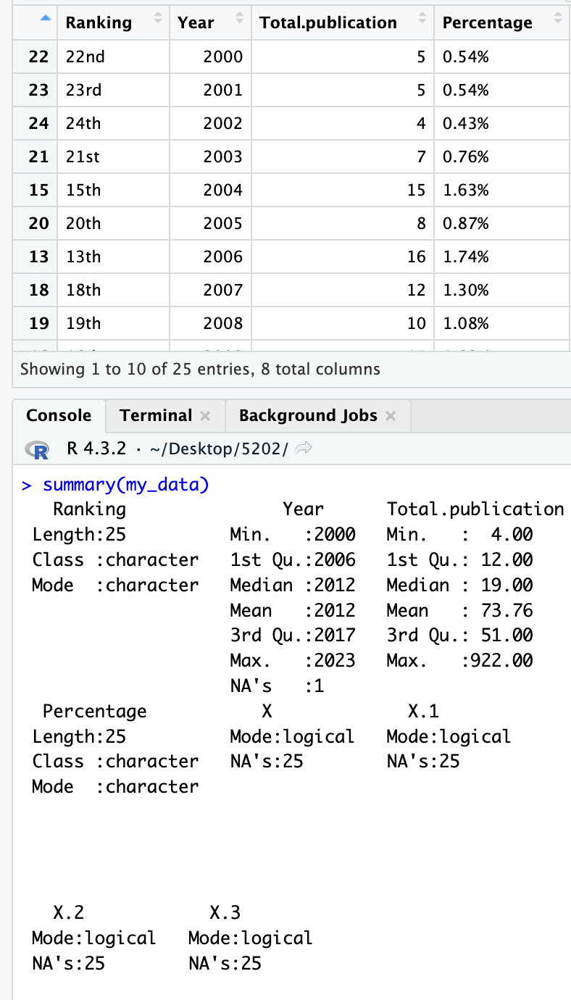 Ranking Year Total.publication Percentage
22 22nd 2000 5 0.54%
23 23rd 2001 5 0.54%
24 24th 2002 4 0.43%
21 21st 2003 7 0.76%
15 15th 2004 15 1.63%
20 20th 2005 8 0.87%
13 13th 2006 16 1.74%
18 18th 2007 12 1.30%
19 19th 2008 10 1.08%
Showing 1 to 10 of 25 entries, 8 total columns
Console Terminal × Background Jobs ×
R R 4.3.2 · ~/Desktop/5202/
> summary(my_data)
Ranking Year Total.publication
Length:25 Min. :2000 Min. : 4.00
Class :character 1st Qu.:2006 1st Qu.: 12.00
Mode :character Median :2012 Median : 19.00
Mean :2012 Mean : 73.76
3rd Qu.:2017 3rd Qu.: 51.00
Max. :2023 Max. :922.00
NA's :1
Percentage X X.1
Length:25 Mode:logical Mode:logical
Class :character NA's:25 NA's:25
Mode :character
X.2 X.3
Mode:logical Mode:logical
NA's:25 NA's:25